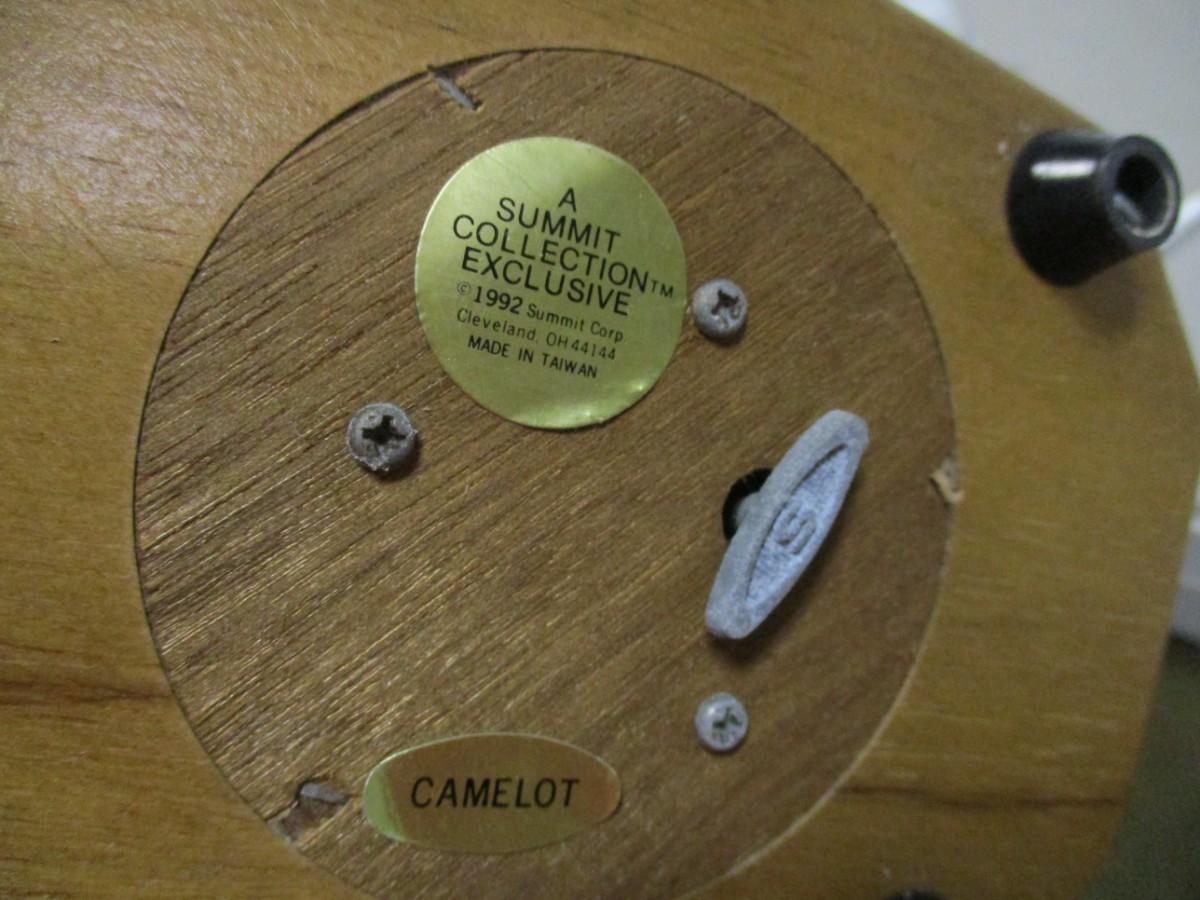 A
SUMMIT
COLLECTION™
EXCLUSIVE
©1992 Summit Corp
Cleveland, OH 44144
MADE IN TAIWAN
S
CAMELOT